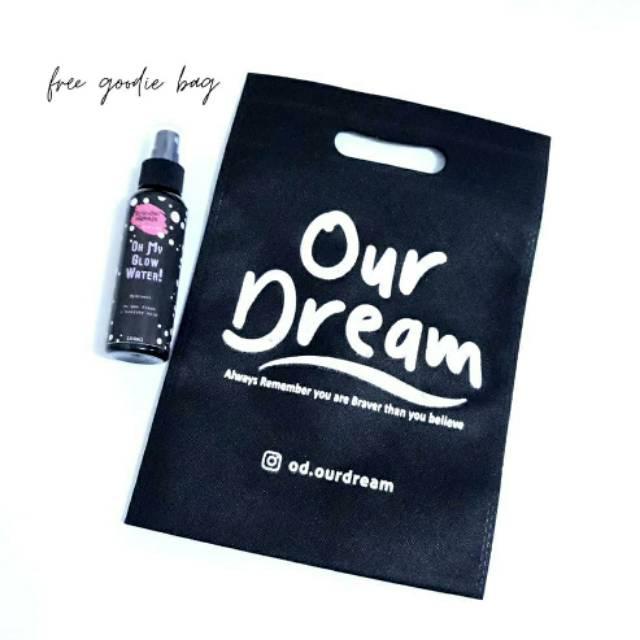 free goodie bag
Oh My
Glow
Water!
Our
Dream
Always Remember you are Braver than you believe
od.ourdream